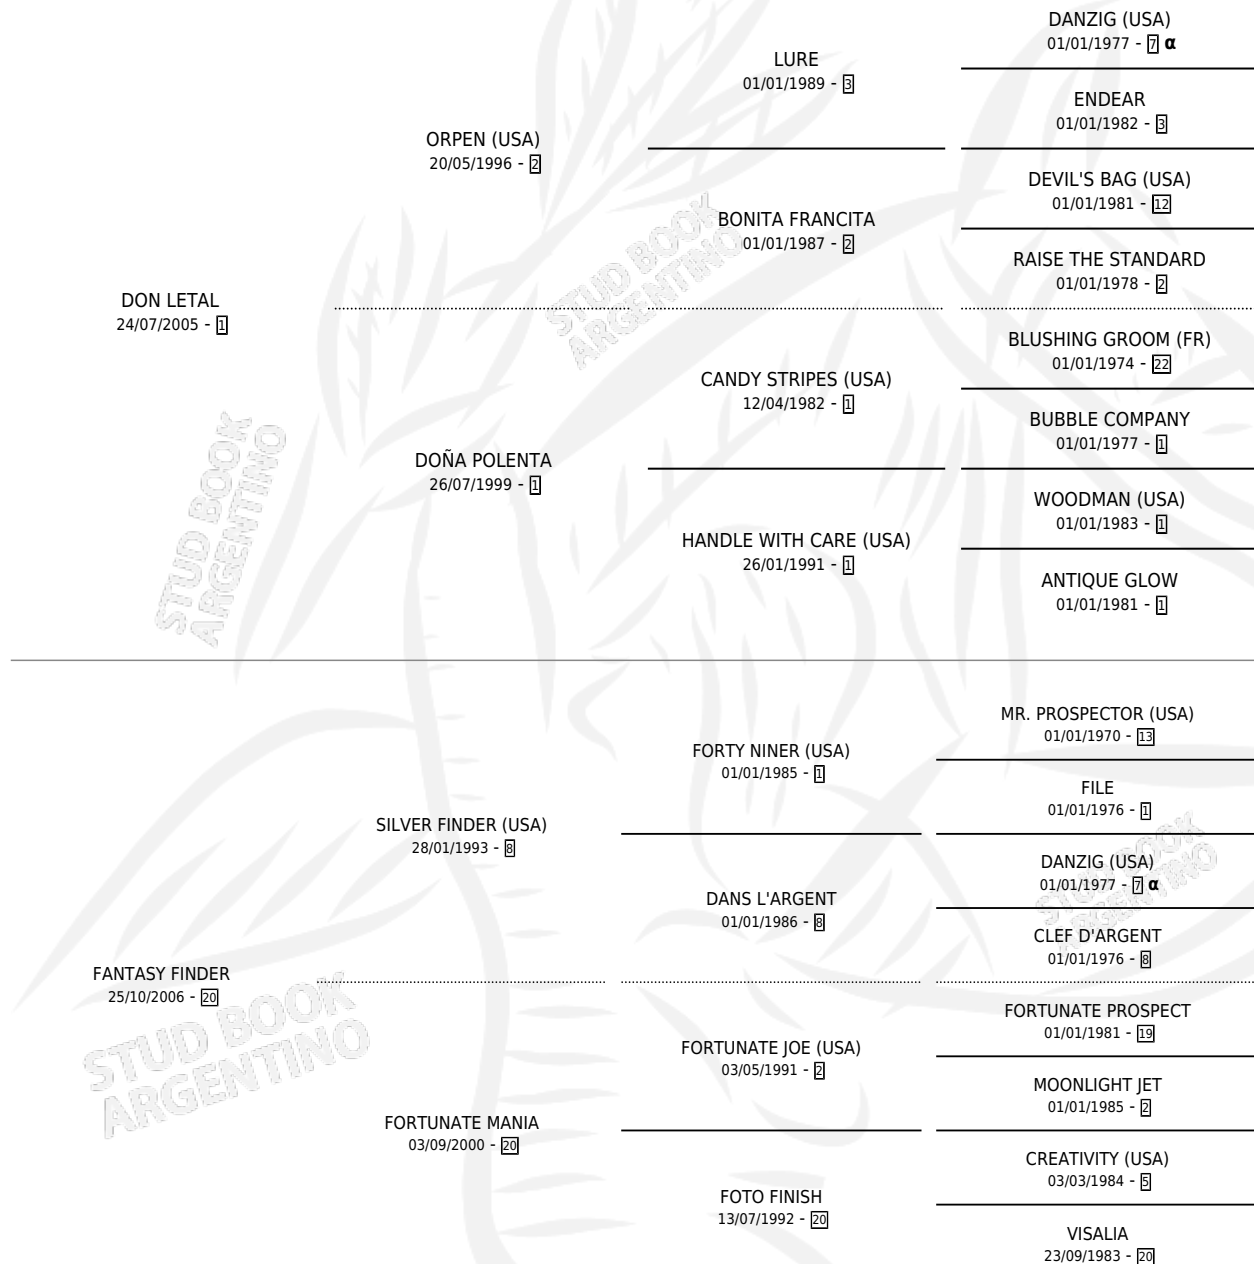 DANZIG (USA)
01/01/1977 - 7 α
LURE
01/01/1989 - 3
ENDEAR
01/01/1982 - 3
ORPEN (USA)
20/05/1996 - 2
DEVIL'S BAG (USA)
01/01/1981 - 12
BONITA FRANCITA
01/01/1987 - 2
RAISE THE STANDARD
01/01/1978 - 2
DON LETAL
24/07/2005 - 1
BLUSHING GROOM (FR)
01/01/1974 - 22
CANDY STRIPES (USA)
12/04/1982 - 1
BUBBLE COMPANY
01/01/1977 - 1
DOÑA POLENTA
26/07/1999 - 1
WOODMAN (USA)
01/01/1983 - 1
HANDLE WITH CARE (USA)
26/01/1991 - 1
ANTIQUE GLOW
01/01/1981 - 1
MR. PROSPECTOR (USA)
01/01/1970 - 13
FORTY NINER (USA)
01/01/1985 - 1
FILE
01/01/1976 - 1
SILVER FINDER (USA)
28/01/1993 - 8
DANZIG (USA)
01/01/1977 - 7 α
DANS L'ARGENT
01/01/1986 - 8
CLEF D'ARGENT
01/01/1976 - 8
FANTASY FINDER
25/10/2006 - 20
FORTUNATE PROSPECT
01/01/1981 - 19
FORTUNATE JOE (USA)
03/05/1991 - 2
MOONLIGHT JET
01/01/1985 - 2
FORTUNATE MANIA
03/09/2000 - 20
CREATIVITY (USA)
03/03/1984 - 5
FOTO FINISH
13/07/1992 - 20
VISALIA
23/09/1983 - 20
STUD BOOK
ARGENTINO
STUD BOOK
ARGENTINO
STUD BOOK
ARGENTINO
STUD BOOK
ARGENTINO